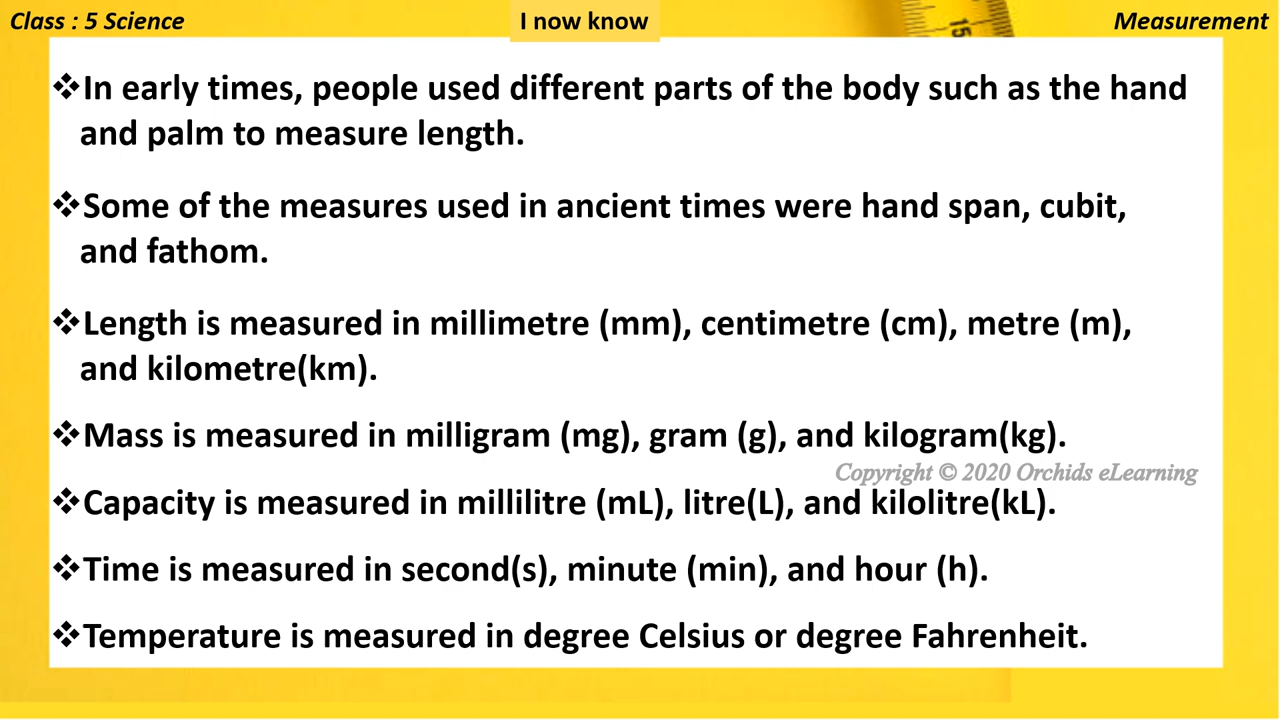 Class : 5 Science
I now know
Measurement
15
❖In early times, people used different parts of the body such as the hand
and palm to measure length.
❖Some of the measures used in ancient times were hand span, cubit,
and fathom.
❖Length is measured in millimetre (mm), centimetre (cm), metre (m),
and kilometre(km).
❖Mass is measured in milligram (mg), gram (g), and kilogram(kg).
Copyright © 2020 Orchids eLearning
❖Capacity is measured in millilitre (mL), litre(L), and kilolitre(kL).
❖Time is measured in second(s), minute (min), and hour (h).
❖Temperature is measured in degree Celsius or degree Fahrenheit.